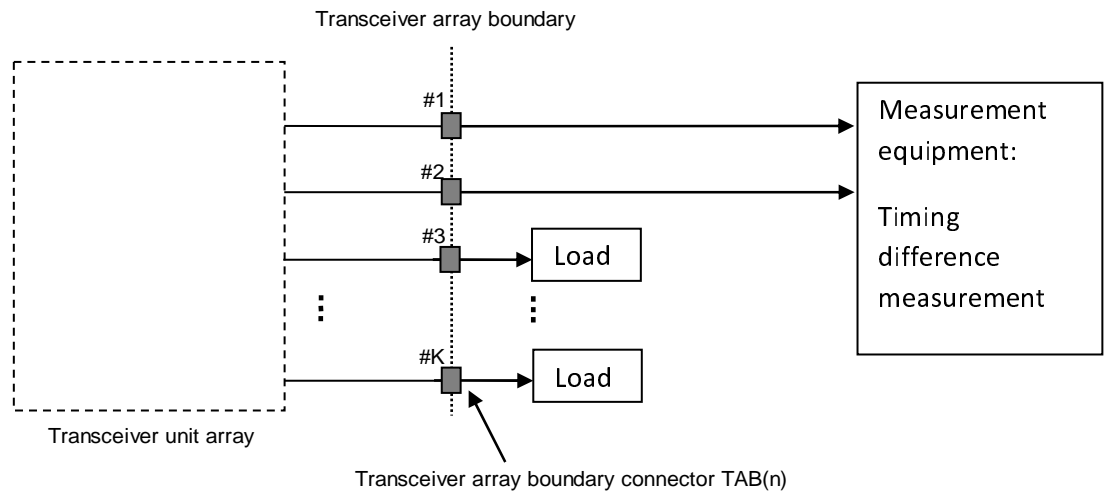 Transceiver array boundary
#1
#2
#3
#K
Load
Load
Measurement
equipment:
Timing
difference
measurement
Transceiver unit array
Transceiver array boundary connector TAB(n)